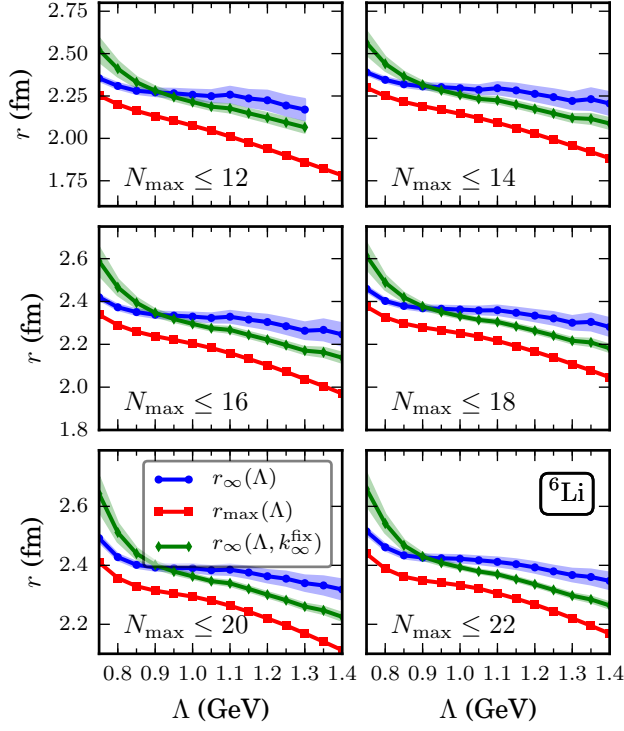 2.75
2.50
2.25
2.00
1.75
r (fm)
N_max ≤ 12
N_max ≤ 14
2.6
2.4
2.2
2.0
1.8
r (fm)
N_max ≤ 16
N_max ≤ 18
2.6
2.4
2.2
r (fm)
r_∞(Λ)
r_max(Λ)
r_∞(Λ, k_∞^fix)
⁶Li
N_max ≤ 20
N_max ≤ 22
0.8 0.9 1.0 1.1 1.2 1.3 1.4
0.8 0.9 1.0 1.1 1.2 1.3 1.4
Λ (GeV)
Λ (GeV)